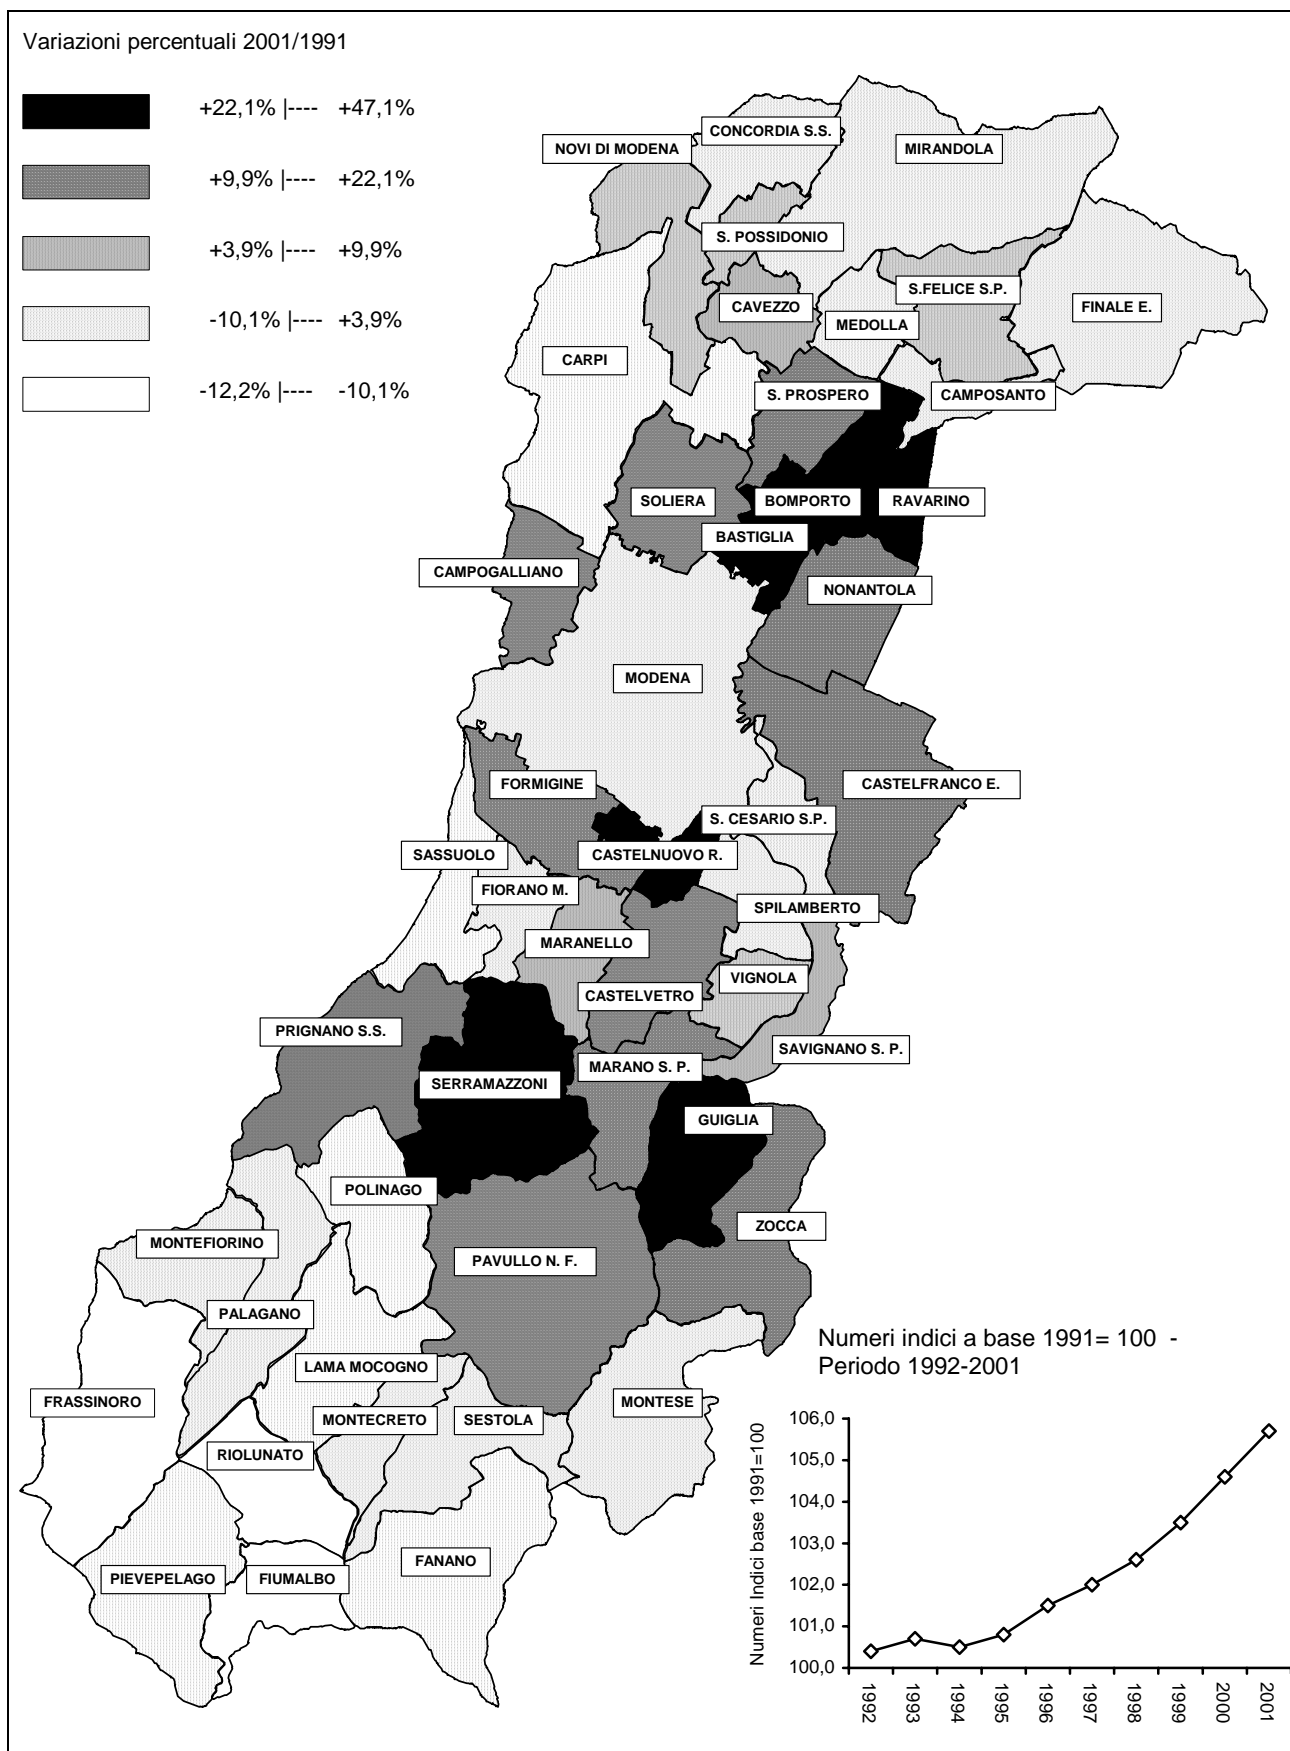 Variazioni percentuali 2001/1991
+22,1% |---- +47,1%
+9,9% |---- +22,1%
+3,9% |---- +9,9%
-10,1% |---- +3,9%
-12,2% |---- -10,1%
CONCORDIA S.S.
NOVI DI MODENA
MIRANDOLA
S. POSSIDONIO
S.FELICE S.P.
CAVEZZO
FINALE E.
MEDOLLA
CARPI
S. PROSPERO
CAMPOSANTO
SOLIERA
BOMPORTO
RAVARINO
BASTIGLIA
CAMPOGALLIANO
NONANTOLA
MODENA
FORMIGINE
CASTELFRANCO E.
S. CESARIO S.P.
SASSUOLO
CASTELNUOVO R.
FIORANO M.
SPILAMBERTO
MARANELLO
VIGNOLA
CASTELVETRO
PRIGNANO S.S.
SAVIGNANO S. P.
MARANO S. P.
SERRAMAZZONI
GUIGLIA
POLINAGO
ZOCCA
MONTEFIORINO
PAVULLO N. F.
PALAGANO
LAMA MOCOGNO
FRASSINORO
MONTESE
MONTECRETO
SESTOLA
RIOLUNATO
FANANO
PIEVEPELAGO
FIUMALBO
Numeri indici a base 1991= 100 -
Periodo 1992-2001
Numeri Indici base 1991=100
106,0
105,0
104,0
103,0
102,0
101,0
100,0
1992
1993
1994
1995
1996
1997
1998
1999
2000
2001